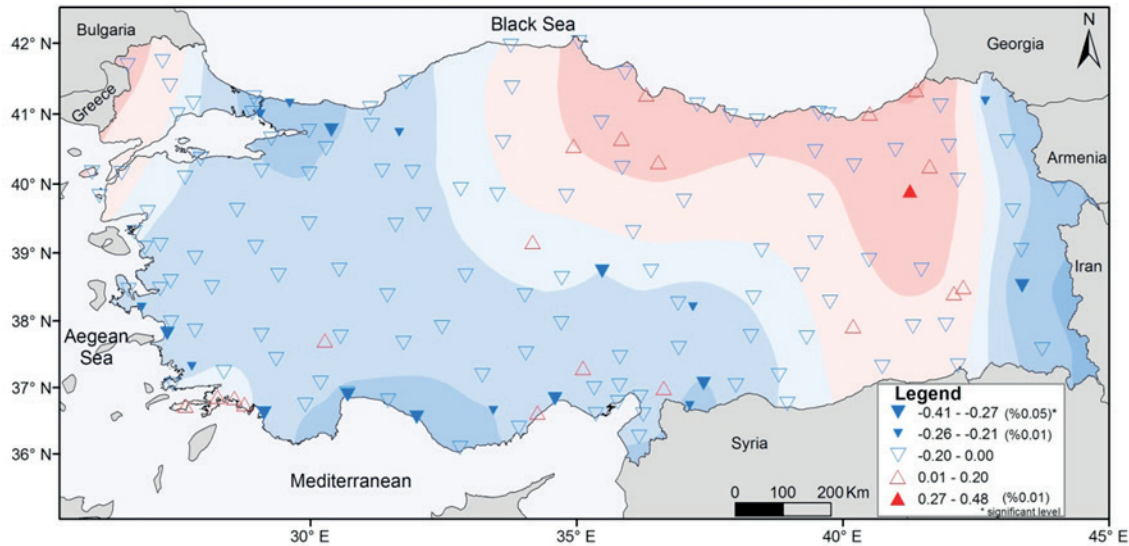 Black Sea
N
Bulgaria
Georgia
Greece
Armenia
Iran
Aegean
Sea
Syria
Mediterranean
42° N
41° N
40° N
39° N
38° N
37° N
36° N
30° E
35° E
40° E
45° E
0 100 200 Km
Legend
-0.41 - -0.27 (%0.05)*
-0.26 - -0.21 (%0.01)
-0.20 - 0.00
0.01 - 0.20
0.27 - 0.48 (%0.01)
* significant level